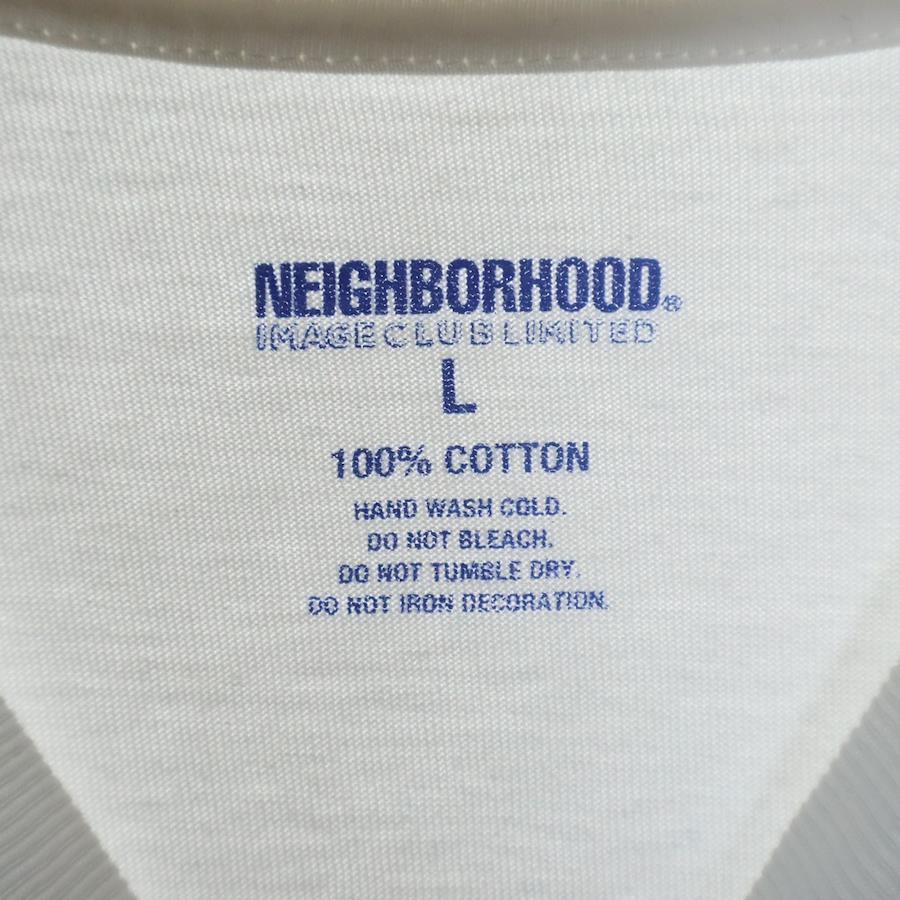 NEIGHBORHOOD®
IMAGE CLUB LIMITED
L
100% COTTON
HAND WASH COLD.
DO NOT BLEACH.
DO NOT TUMBLE DRY.
DO NOT IRON DECORATION.